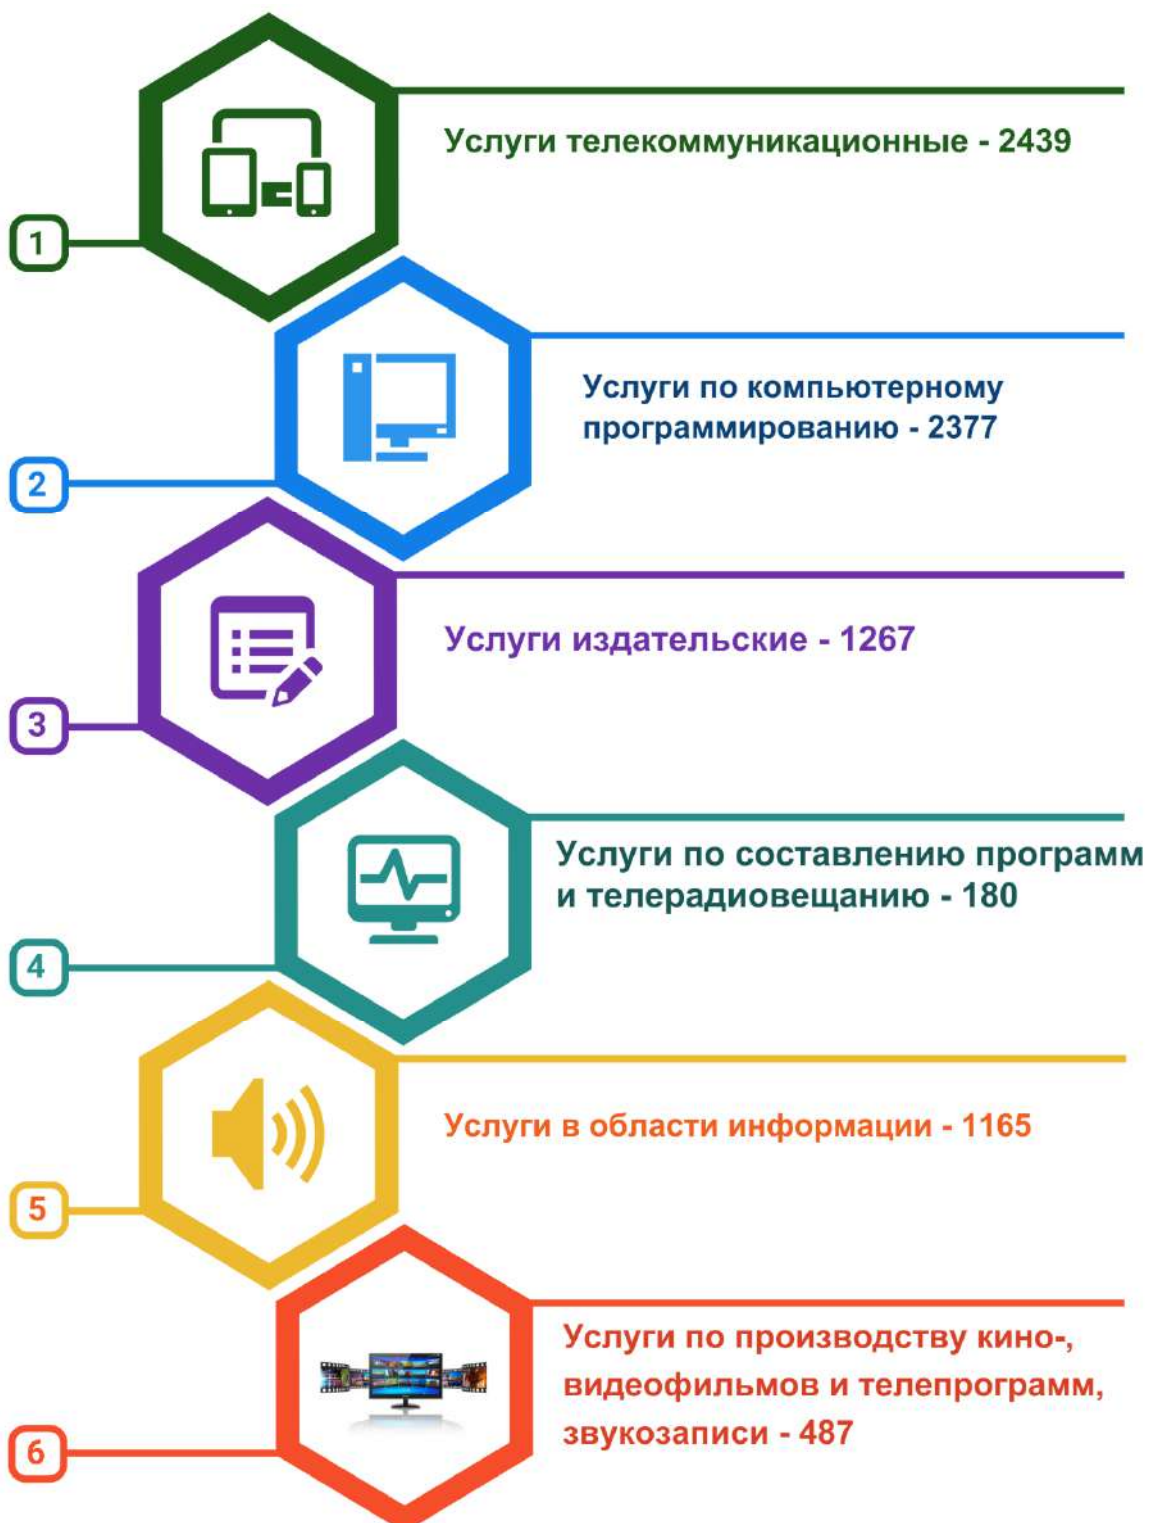 1
Услуги телекоммуникационные - 2439
2
Услуги по компьютерному
программированию - 2377
3
Услуги издательские - 1267
4
Услуги по составлению программ
и телерадиовещанию - 180
5
Услуги в области информации - 1165
6
Услуги по производству кино-,
видеофильмов и телепрограмм,
звукозаписи - 487